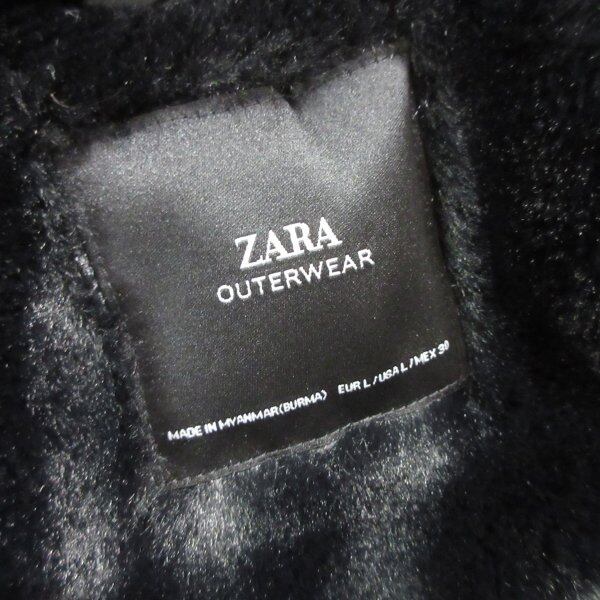 ZARA
OUTERWEAR
MADE IN MYANMAR(BURMA) EUR L / USA L / MEX 30